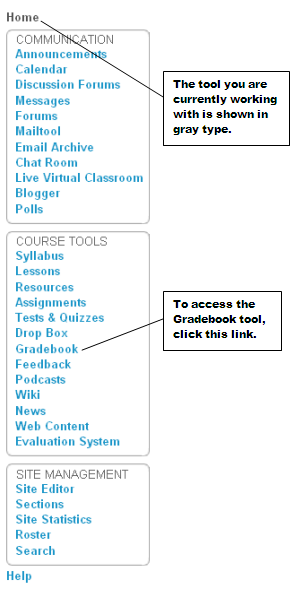 Home
COMMUNICATION
Announcements
Calendar
Discussion Forums
Messages
Forums
Mailtool
Email Archive
Chat Room
Live Virtual Classroom
Blogger
Polls
The tool you are
currently working
with is shown in
gray type.
COURSE TOOLS
Syllabus
Lessons
Resources
Assignments
Tests & Quizzes
Drop Box
Gradebook
Feedback
Podcasts
Wiki
News
Web Content
Evaluation System
To access the
Gradebook tool,
click this link.
SITE MANAGEMENT
Site Editor
Sections
Site Statistics
Roster
Search
Help